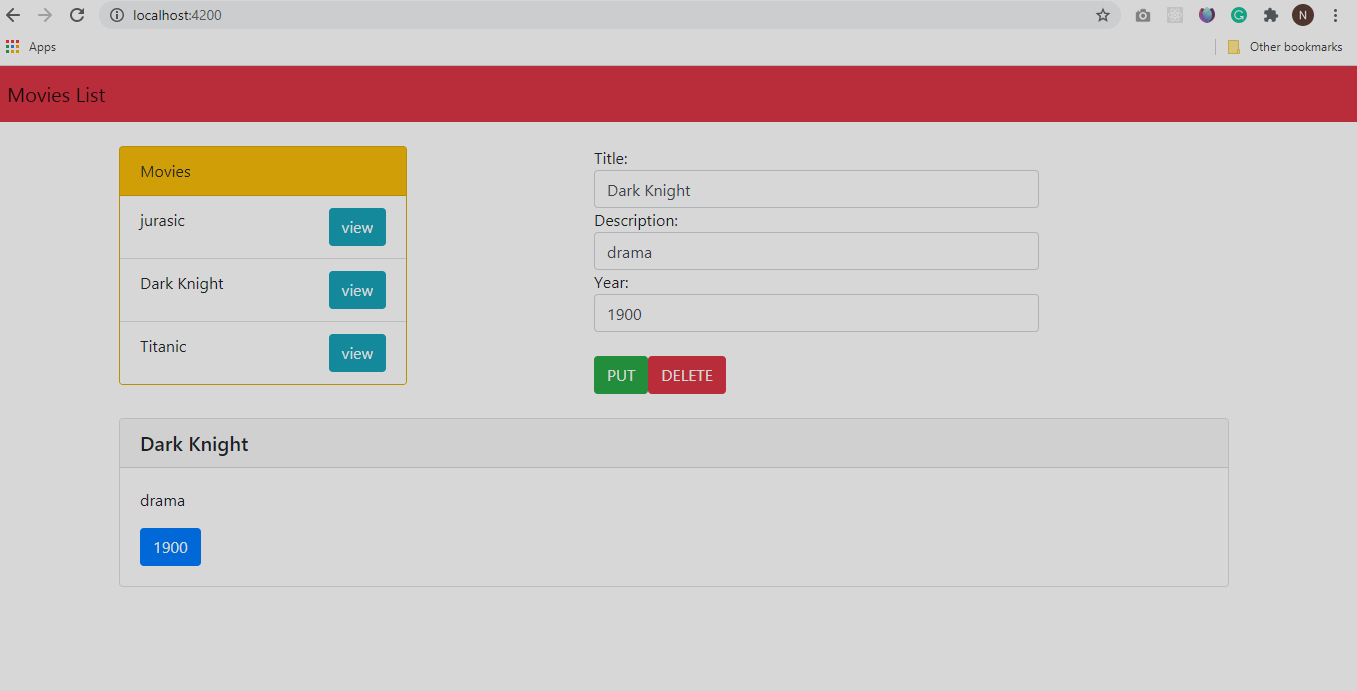 localhost:4200
N
Apps
Other bookmarks
Movies List
Movies
jurasic
view
Dark Knight
view
Titanic
view
Title:
Dark Knight
Description:
drama
Year:
1900
PUT DELETE
Dark Knight
drama
1900